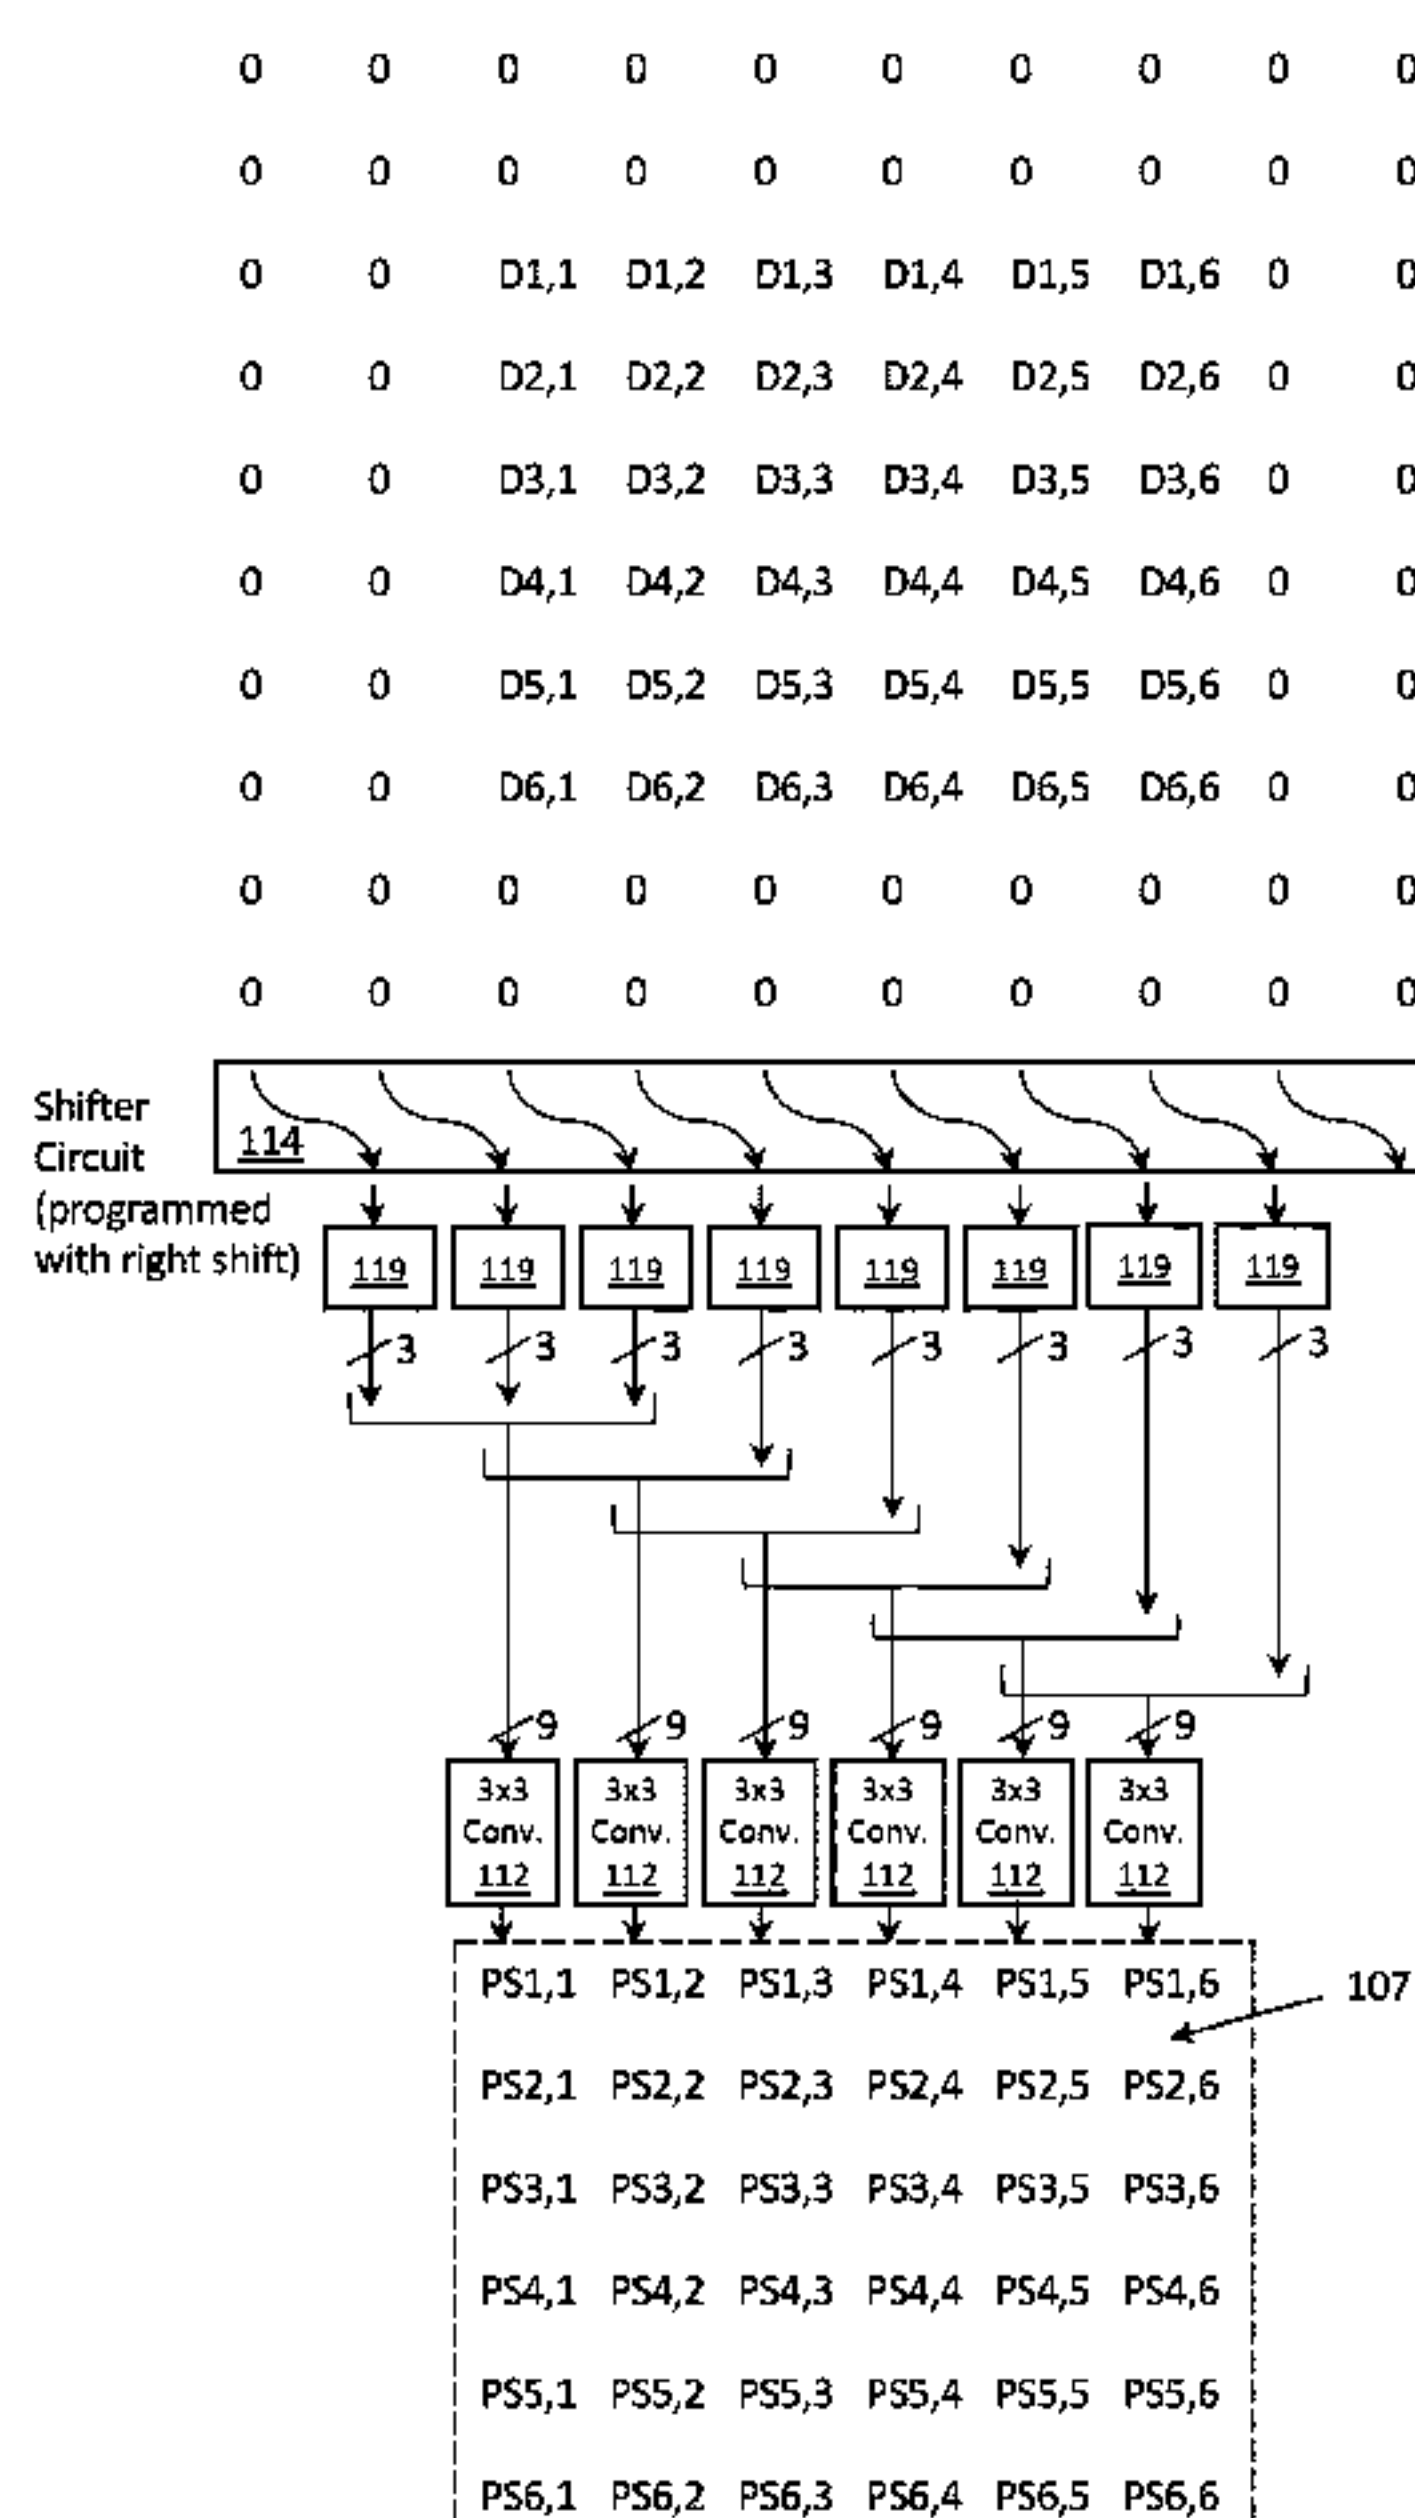 0 0 0 0 0 0 0 0 0 0
0 0 0 0 0 0 0 0 0 0
0 0 D1,1 D1,2 D1,3 D1,4 D1,5 D1,6 0 0
0 0 D2,1 D2,2 D2,3 D2,4 D2,5 D2,6 0 0
0 0 D3,1 D3,2 D3,3 D3,4 D3,5 D3,6 0 0
0 0 D4,1 D4,2 D4,3 D4,4 D4,5 D4,6 0 0
0 0 D5,1 D5,2 D5,3 D5,4 D5,5 D5,6 0 0
0 0 D6,1 D6,2 D6,3 D6,4 D6,5 D6,6 0 0
0 0 0 0 0 0 0 0 0 0
0 0 0 0 0 0 0 0 0 0
Shifter
Circuit
(programmed
with right shift)
114
119 119 119 119 119 119 119 119
3 3 3 3 3 3 3 3
9 9 9 9 9 9
3x3 3x3 3x3 3x3 3x3 3x3
Conv. Conv. Conv. Conv. Conv. Conv.
112 112 112 112 112 112
PS1,1 PS1,2 PS1,3 PS1,4 PS1,5 PS1,6
107
PS2,1 PS2,2 PS2,3 PS2,4 PS2,5 PS2,6
PS3,1 PS3,2 PS3,3 PS3,4 PS3,5 PS3,6
PS4,1 PS4,2 PS4,3 PS4,4 PS4,5 PS4,6
PS5,1 PS5,2 PS5,3 PS5,4 PS5,5 PS5,6
PS6,1 PS6,2 PS6,3 PS6,4 PS6,5 PS6,6